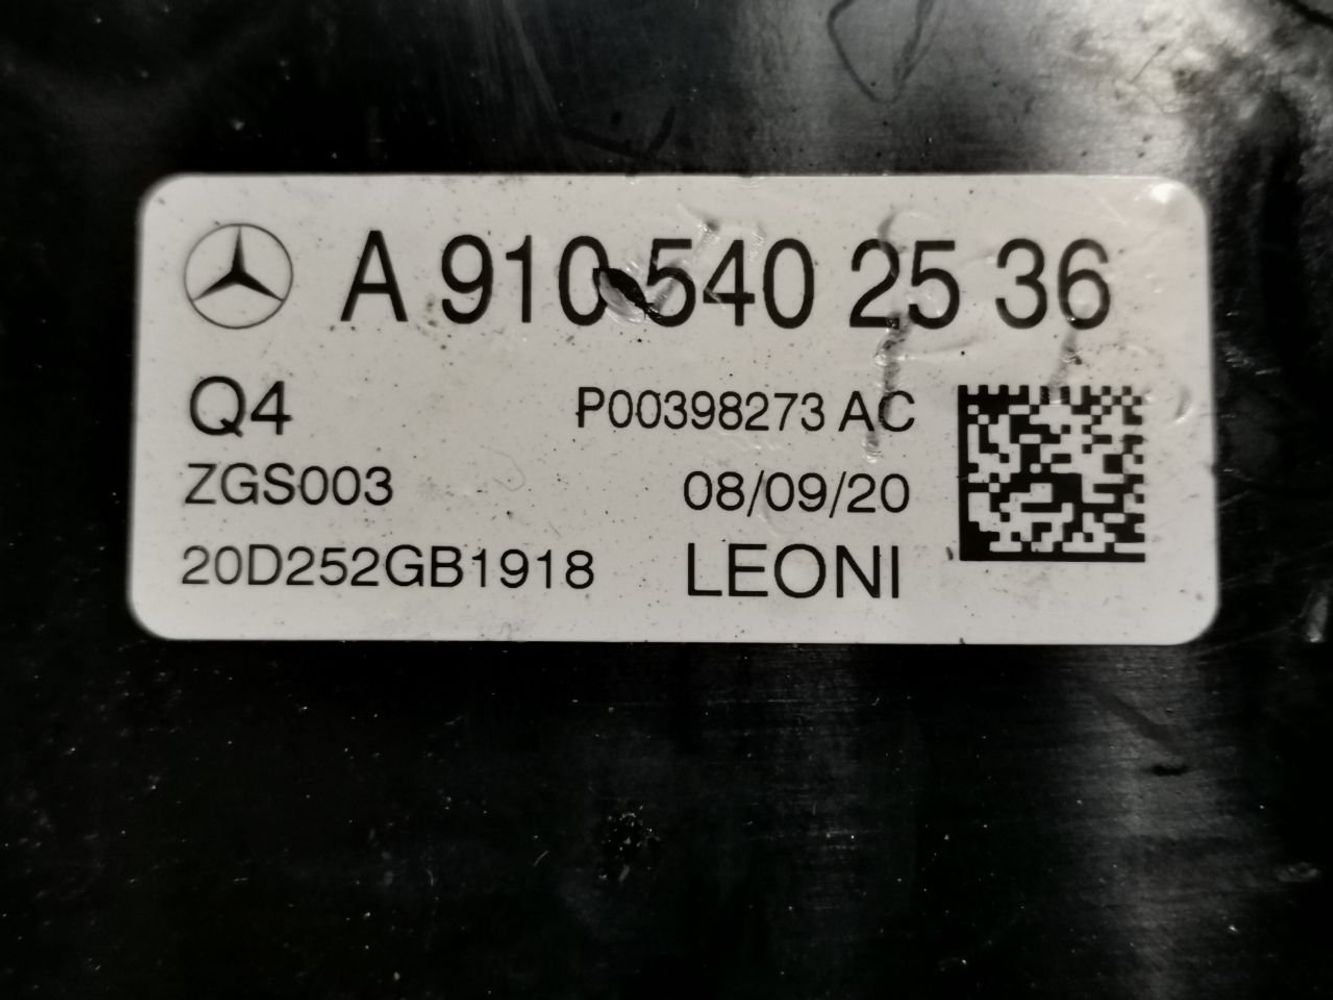 A 910 540 25 36
Q4 P00398273 AC
ZGS003 08/09/20
20D252GB1918 LEONI